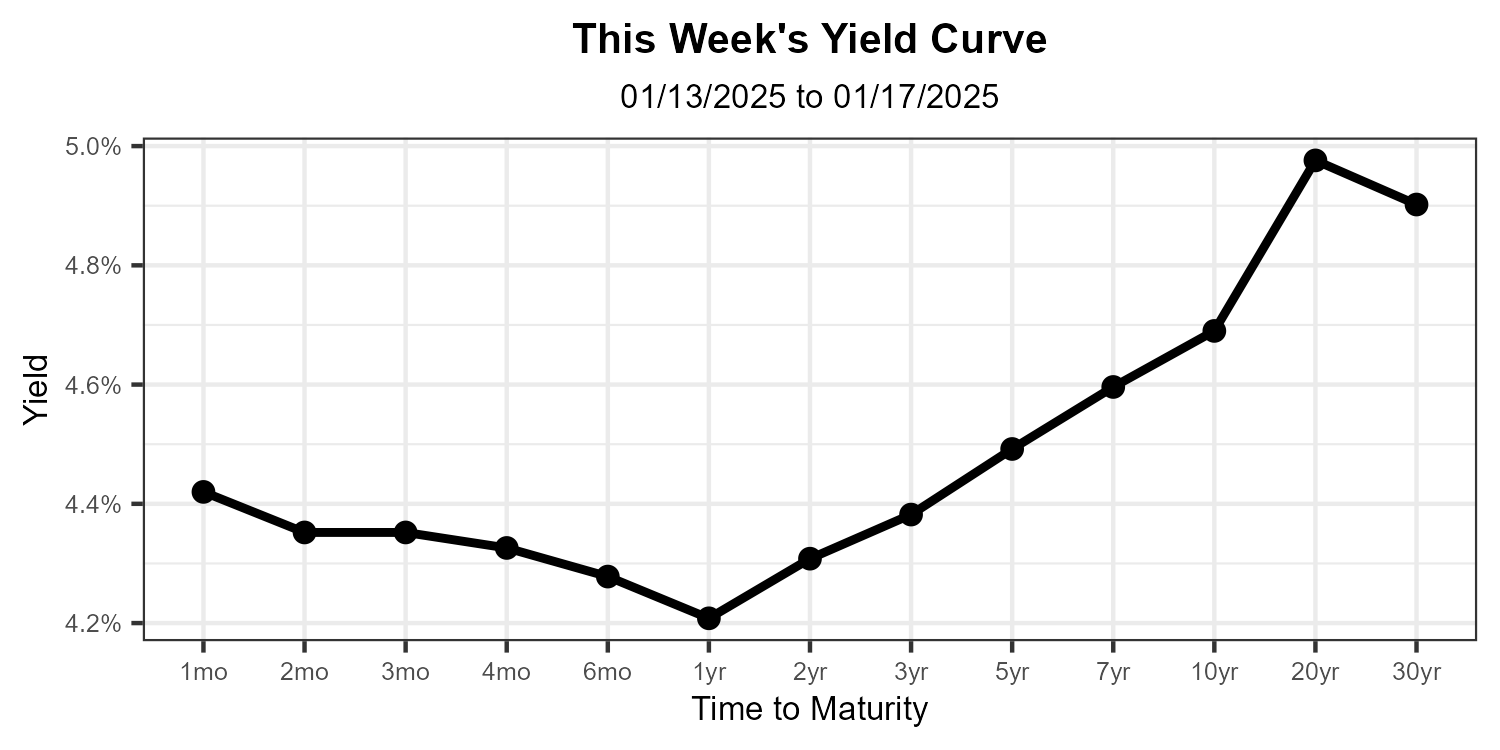 This Week's Yield Curve
01/13/2025 to 01/17/2025
5.0%
4.8%
4.6%
4.4%
4.2%
Yield
1mo 2mo 3mo 4mo 6mo 1yr 2yr 3yr 5yr 7yr 10yr 20yr 30yr
Time to Maturity